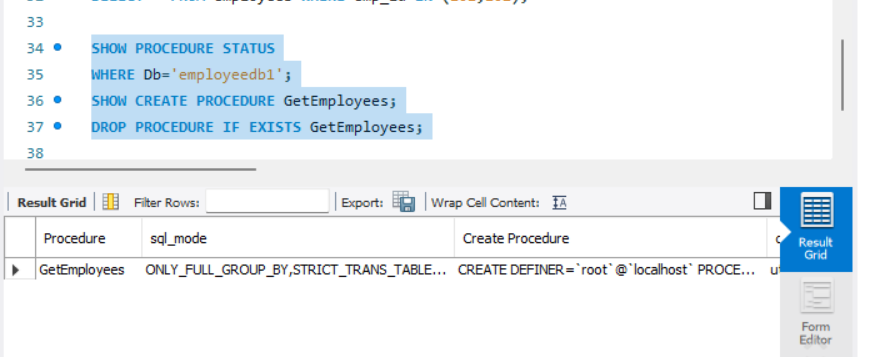 33
34 SHOW PROCEDURE STATUS
35 WHERE Db='employeedb1';
36 SHOW CREATE PROCEDURE GetEmployees;
37 DROP PROCEDURE IF EXISTS GetEmployees;
38
Result Grid Filter Rows: Export: Wrap Cell Content: IA
Result Grid
Procedure sql_mode Create Procedure
GetEmployees ONLY_FULL_GROUP_BY,STRICT_TRANS_TABLE... CREATE DEFINER=`root`@`localhost` PROCE...
Form
Editor